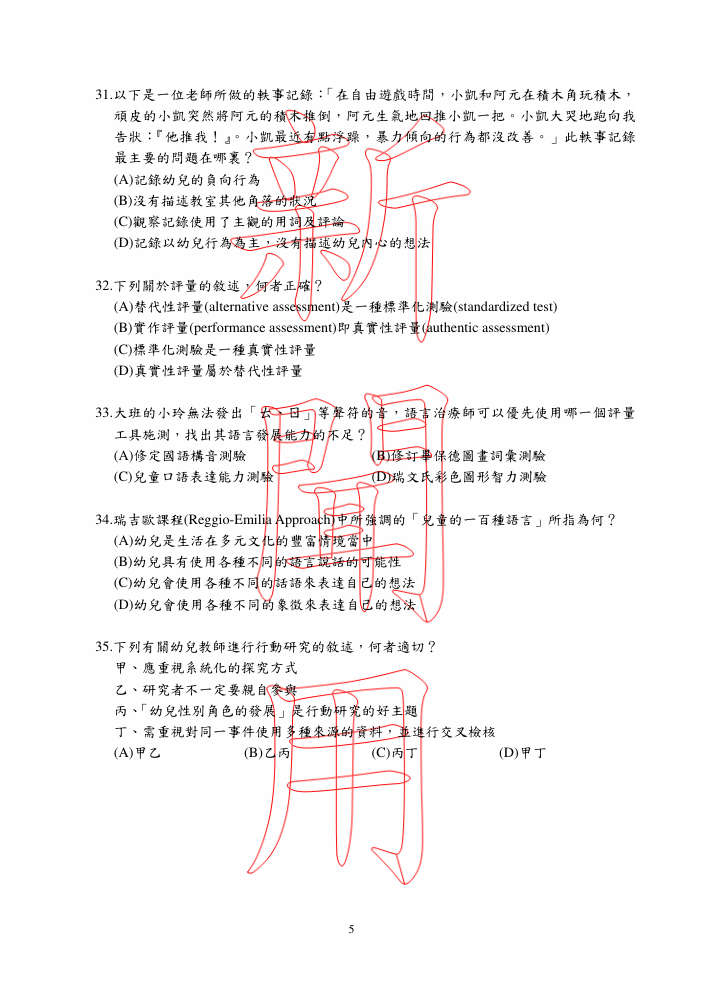 31.以下是一位老師所做的軼事記錄：「在自由遊戲時間，小凱和阿元在積木角玩積木，
頑皮的小凱突然將阿元的積木推倒，阿元生氣地回推小凱一把。小凱大哭地跑向我
告狀：『他推我！』。小凱最近有點浮躁，暴力傾向的行為都沒改善。」此軼事記錄
最主要的問題在哪裏？
(A)記錄幼兒的負向行為
(B)沒有描述教室其他角落的狀況
(C)觀察記錄使用了主觀的用詞及評論
(D)記錄以幼兒行為為主，沒有描述幼兒內心的想法
32.下列關於評量的敘述，何者正確？
(A)替代性評量(alternative assessment)是一種標準化測驗(standardized test)
(B)實作評量(performance assessment)即真實性評量(authentic assessment)
(C)標準化測驗是一種真實性評量
(D)真實性評量屬於替代性評量
33.大班的小玲無法發出「ㄊ、ㄖ」等聲符的音，語言治療師可以優先使用哪一個評量
工具施測，找出其語言發展能力的不足？
(A)修定國語構音測驗 (B)修訂畢保德圖畫詞彙測驗
(C)兒童口語表達能力測驗 (D)瑞文氏彩色圖形智力測驗
34.瑞吉歐課程(Reggio-Emilia Approach)中所強調的「兒童的一百種語言」所指為何？
(A)幼兒是生活在多元文化的豐富情境當中
(B)幼兒具有使用各種不同的語言說話的可能性
(C)幼兒會使用各種不同的話語來表達自己的想法
(D)幼兒會使用各種不同的象徵來表達自己的想法
35.下列有關幼兒教師進行行動研究的敘述，何者適切？
甲、應重視系統化的探究方式
乙、研究者不一定要親自參與
丙、「幼兒性別角色的發展」是行動研究的好主題
丁、需重視對同一事件使用多種來源的資料，並進行交叉檢核
(A)甲乙 (B)乙丙 (C)丙丁 (D)甲丁
新
聞
用
5